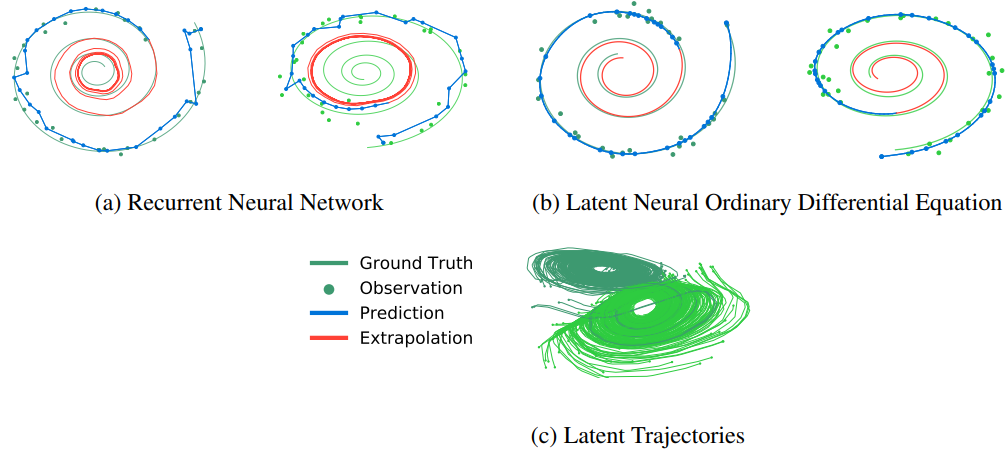 (a) Recurrent Neural Network
(b) Latent Neural Ordinary Differential Equation
Ground Truth
Observation
Prediction
Extrapolation
(c) Latent Trajectories